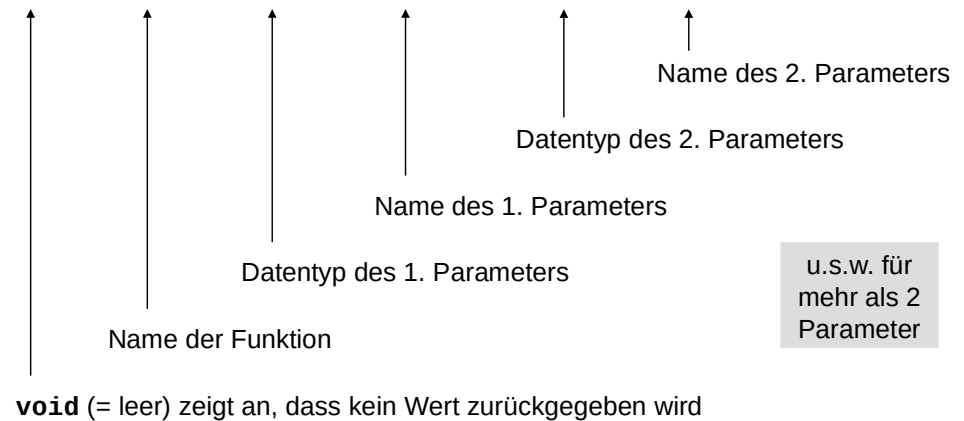 Name des 2. Parameters
Datentyp des 2. Parameters
Name des 1. Parameters
Datentyp des 1. Parameters
u.s.w. für
mehr als 2
Parameter
Name der Funktion
void (= leer) zeigt an, dass kein Wert zurückgegeben wird